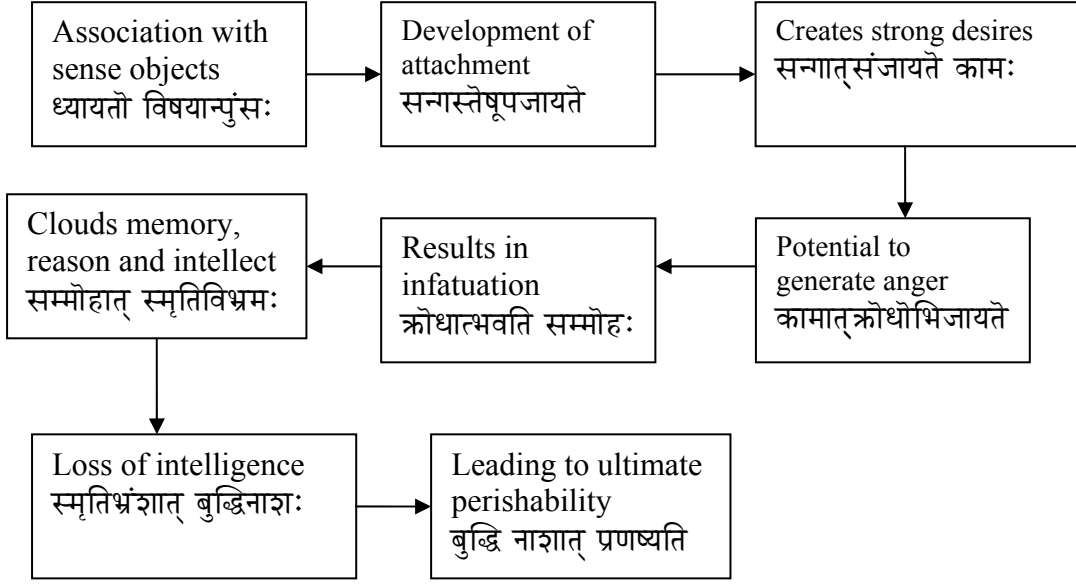 Association with
sense objects
ध्यायतॊ विषयान्पुंसः
Development of
attachment
सन्गस्तॆषूपजायतॆ
Creates strong desires
सन्गात्‌संजायतॆ कामः
Potential to
generate anger
कामात्‌क्रॊधॊभिजायतॆ
Results in
infatuation
क्रॊधात्भवति सम्मॊहः
Clouds memory,
reason and intellect
सम्मॊहात् स्मृतिविभ्रमः
Loss of intelligence
स्मृतिभ्रंशात् बुद्धिनाशः
Leading to ultimate
perishability
बुद्धि नाशात् प्रणष्यति